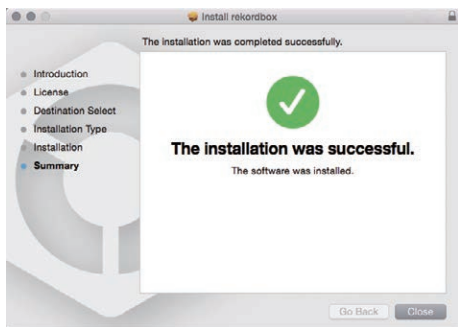 Install rekordbox
The installation was completed successfully.
Introduction
License
Destination Select
Installation Type
Installation
Summary
The installation was successful.
The software was installed.
Go Back
Close